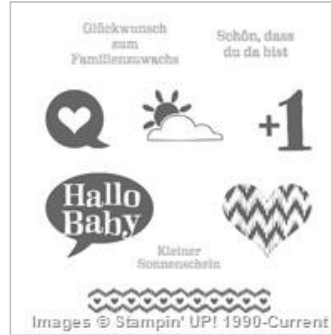 Glückwunsch
zum
Familienzuwachs
Schön, dass
du da bist
+1
Hallo
Baby
Kleiner
Sonnenschein
Images © Stampin' UP! 1990-Current